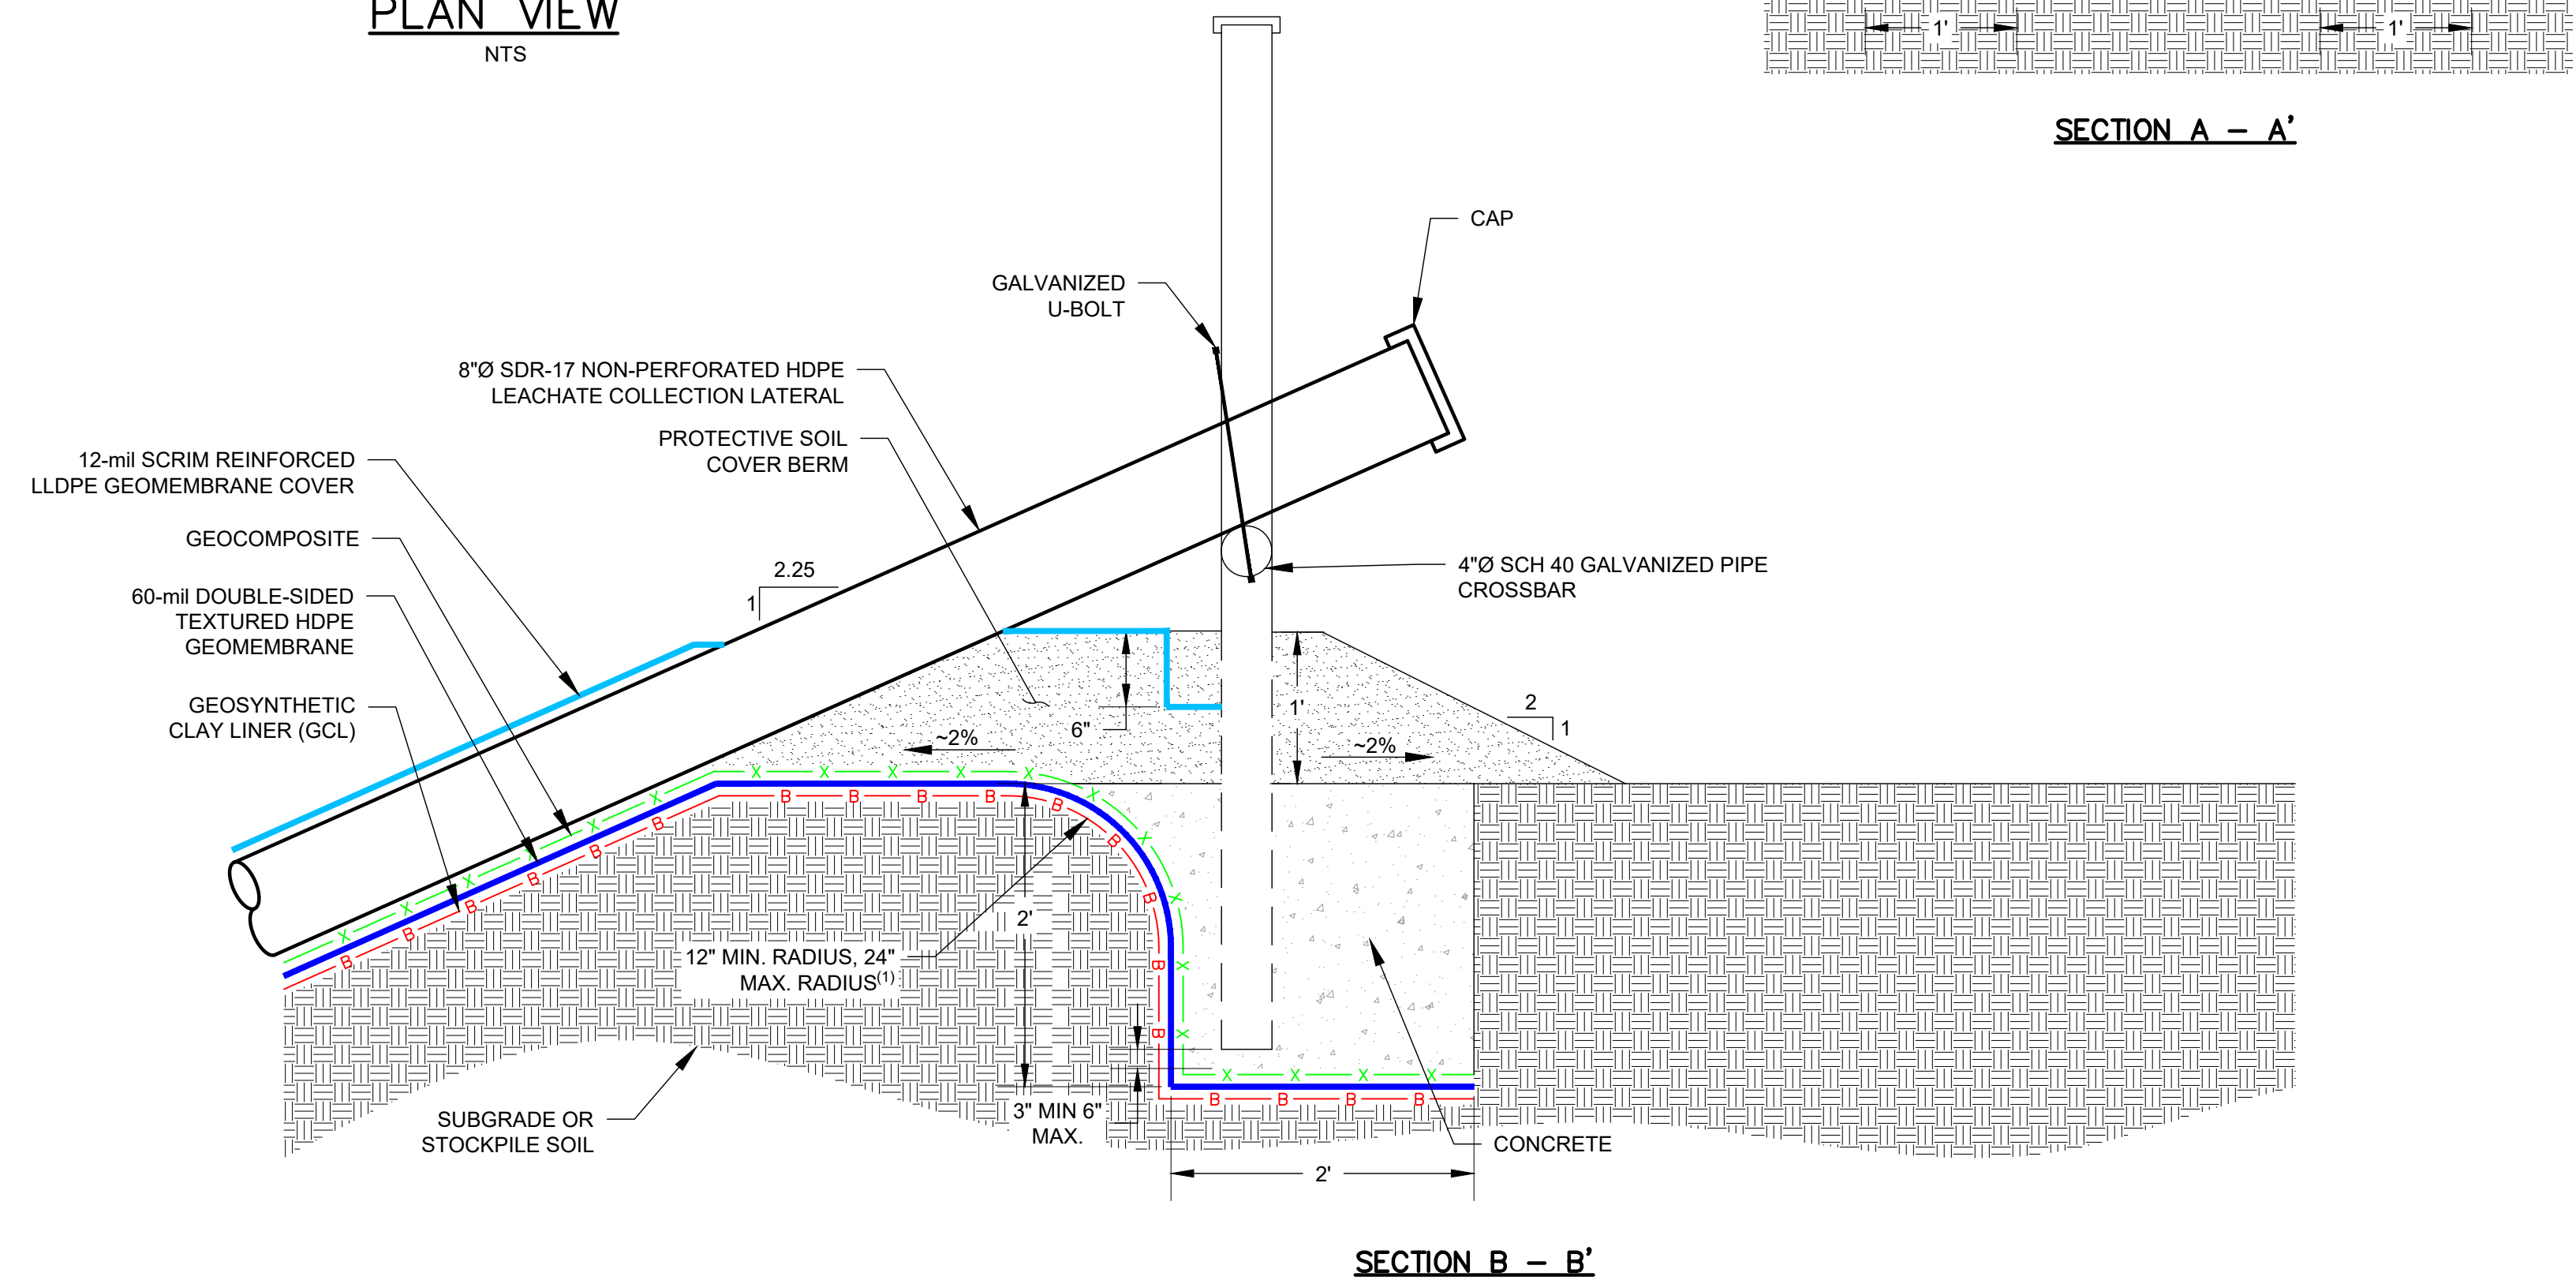 PLAN VIEW
NTS
1'
1'
SECTION A – A'
CAP
GALVANIZED
U-BOLT
8"Ø SDR-17 NON-PERFORATED HDPE
LEACHATE COLLECTION LATERAL
PROTECTIVE SOIL
COVER BERM
12-mil SCRIM REINFORCED
LLDPE GEOMEMBRANE COVER
GEOCOMPOSITE
60-mil DOUBLE-SIDED
TEXTURED HDPE
GEOMEMBRANE
GEOSYNTHETIC
CLAY LINER (GCL)
2.25
1
4"Ø SCH 40 GALVANIZED PIPE
CROSSBAR
2
1
1'
6"
~2%
~2%
2'
12" MIN. RADIUS, 24"
MAX. RADIUS(1)
3" MIN 6"
MAX.
SUBGRADE OR
STOCKPILE SOIL
CONCRETE
2'
SECTION B – B'